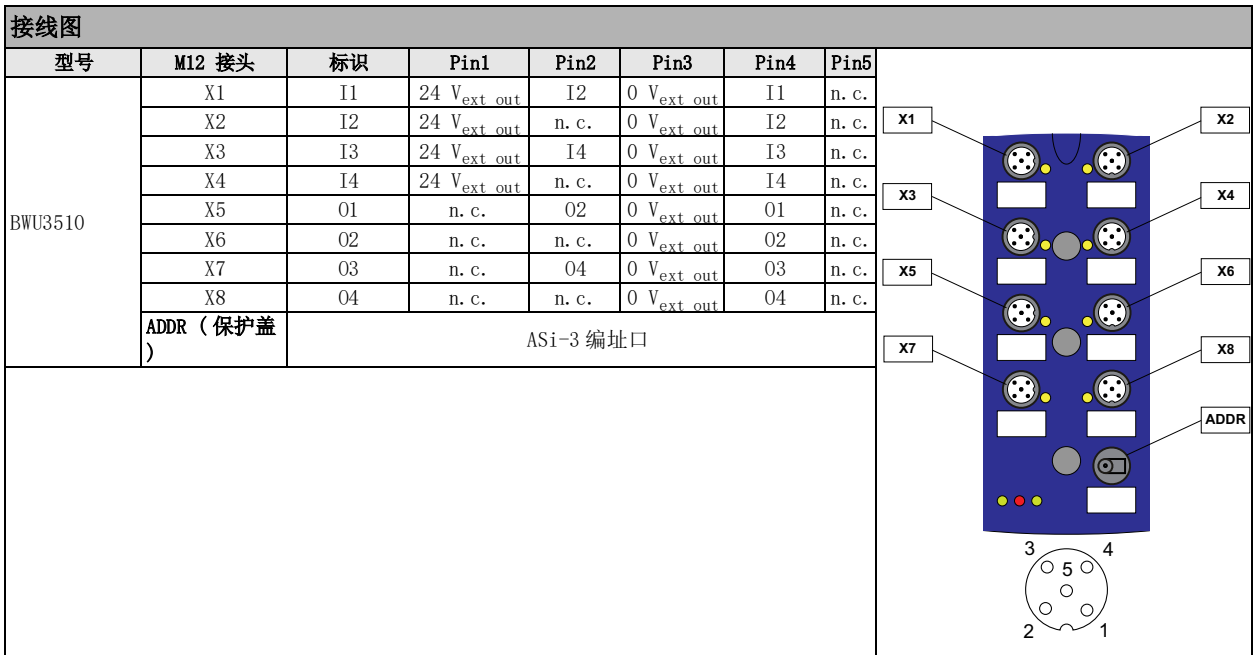 接线图
型号 M12 接头 标识 Pin1 Pin2 Pin3 Pin4 Pin5
BWU3510
X1 I1 24 Vext out I2 0 Vext out I1 n.c.
X2 I2 24 Vext out n.c. 0 Vext out I2 n.c.
X3 I3 24 Vext out I4 0 Vext out I3 n.c.
X4 I4 24 Vext out n.c. 0 Vext out I4 n.c.
X5 O1 n.c. O2 0 Vext out O1 n.c.
X6 O2 n.c. n.c. 0 Vext out O2 n.c.
X7 O3 n.c. O4 0 Vext out O3 n.c.
X8 O4 n.c. n.c. 0 Vext out O4 n.c.
ADDR (保护盖
) ASi-3 编址口
X1 X2
X3 X4
X5 X6
X7 X8
ADDR
3 4
5
2 1